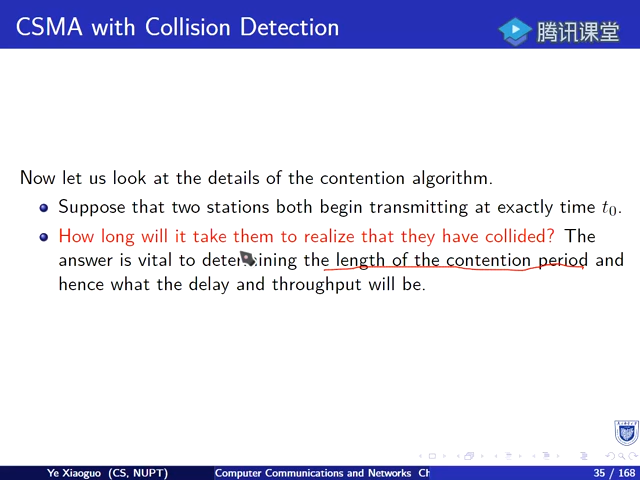 CSMA with Collision Detection
腾讯课堂
Now let us look at the details of the contention algorithm.
Suppose that two stations both begin transmitting at exactly time t₀.
How long will it take them to realize that they have collided? The
answer is vital to determining the length of the contention period and
hence what the delay and throughput will be.
Ye Xiaoguo (CS, NUPT) Computer Communications and Networks Ch 35 / 168